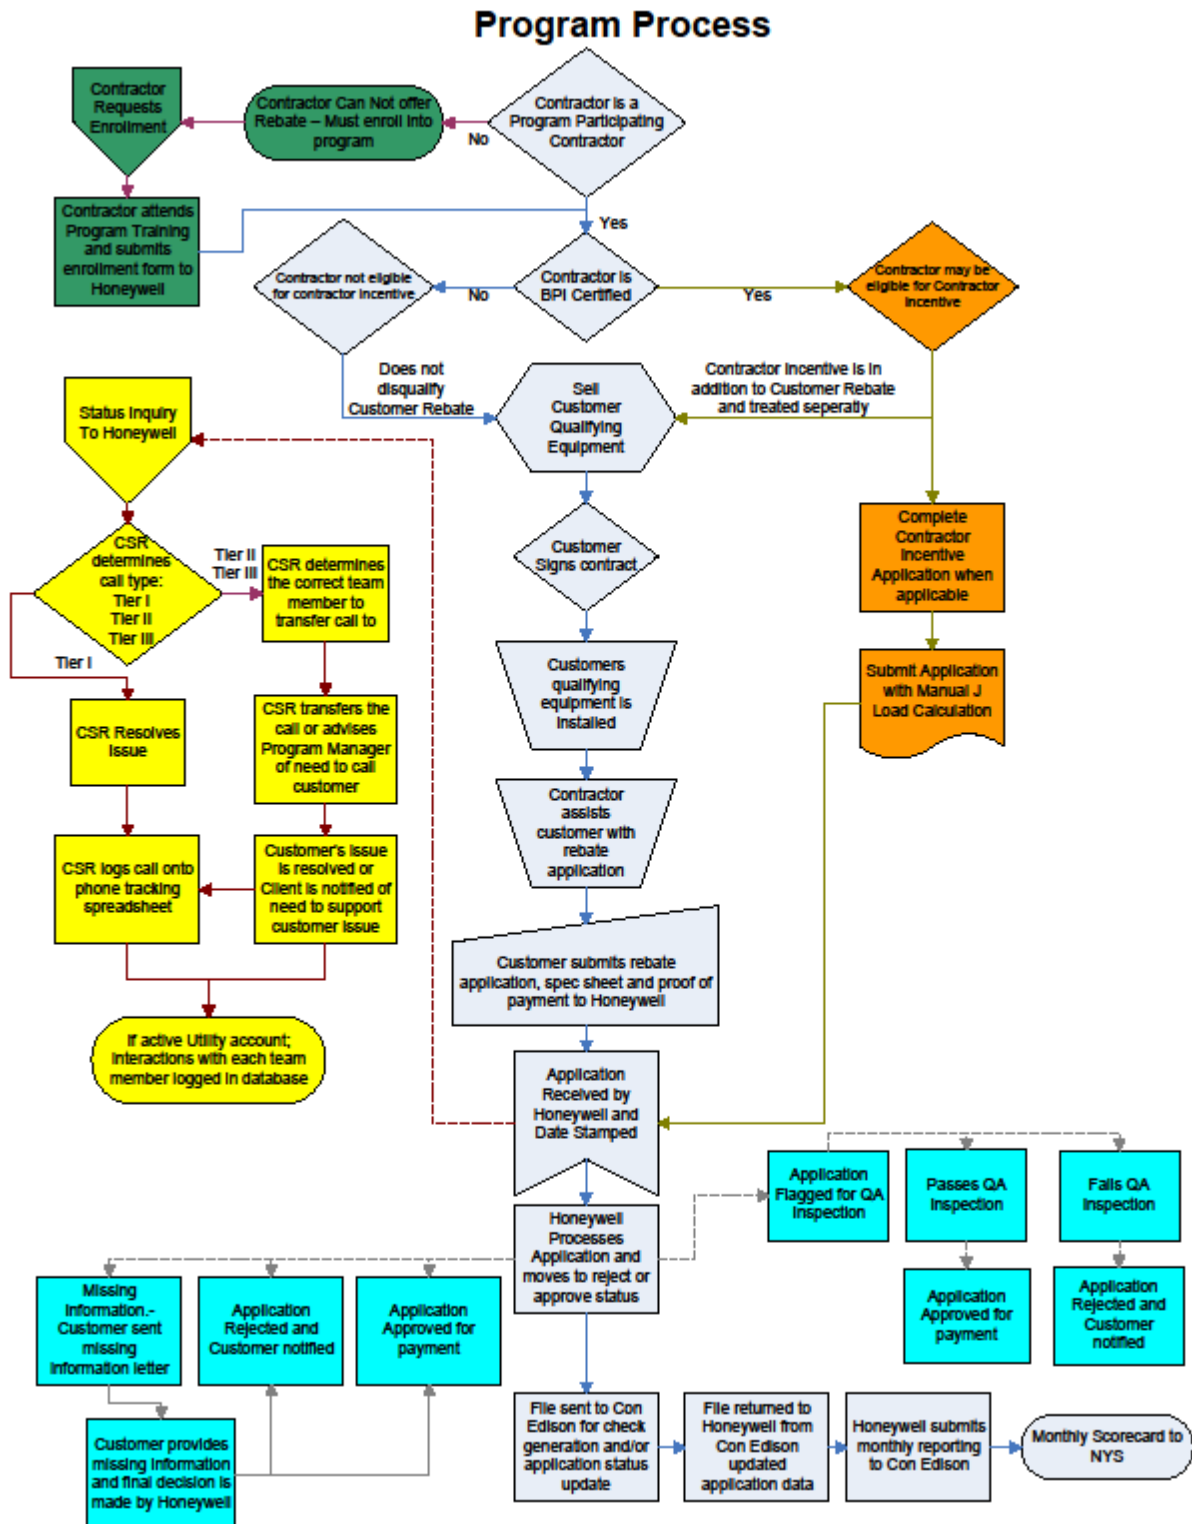 Program Process
Contractor is a
Program Participating
Contractor
No
Yes
Contractor Can Not offer
Rebate – Must enroll into
program
Contractor
Requests
Enrollment
Contractor attends
Program Training
and submits
enrollment form to
Honeywell
Contractor is
BPI Certified
No
Yes
Contractor not eligible
for contractor incentive
Contractor may be
eligible for Contractor
Incentive
Does not
disqualify
Customer Rebate
Contractor Incentive is in
addition to Customer Rebate
and treated seperatly
Sell
Customer
Qualifying
Equipment
Customer
Signs contract
Customers
qualifying
equipment is
installed
Contractor
assists
customer with
rebate
application
Customer submits rebate
application, spec sheet and proof of
payment to Honeywell
Application
Received by
Honeywell and
Date Stamped
Complete
Contractor
Incentive
Application when
applicable
Submit Application
with Manual J
Load Calculation
Status Inquiry
To Honeywell
CSR
determines
call type:
Tier I
Tier II
Tier III
Tier II
Tier III
Tier I
CSR determines
the correct team
member to
transfer call to
CSR Resolves
Issue
CSR transfers the
call or advises
Program Manager
of need to call
customer
CSR logs call onto
phone tracking
spreadsheet
Customer's issue
is resolved or
Client is notified of
need to support
customer issue
If active Utility account;
interactions with each team
member logged in database
Honeywell
Processes
Application and
moves to reject or
approve status
Application
Flagged for QA
Inspection
Passes QA
Inspection
Fails QA
Inspection
Application
Approved for
payment
Application
Rejected and
Customer
notified
Missing
Information.-
Customer sent
missing
information letter
Application
Rejected and
Customer notified
Application
Approved for
payment
Customer provides
missing information
and final decision is
made by Honeywell
File sent to Con
Edison for check
generation and/or
application status
update
File returned to
Honeywell from
Con Edison
updated
application data
Honeywell submits
monthly reporting
to Con Edison
Monthly Scorecard to
NYS